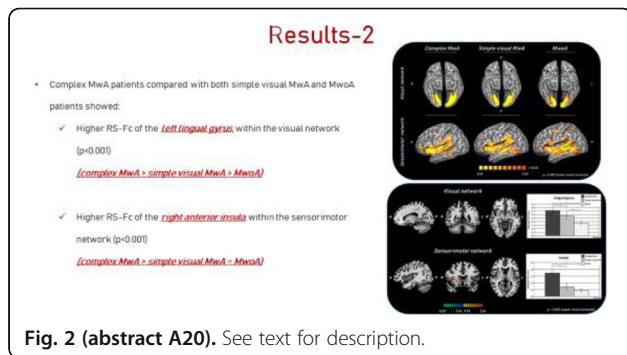 Results-2
• Complex MwA patients compared with both simple visual MwA and MwoA
patients showed:
✓ Higher RS-Fc of the left lingual gyrus within the visual network
(p<0.001)
(complex MwA > simple visual MwA > MwoA)
✓ Higher RS-Fc of the right anterior insula within the sensorimotor
network (p<0.001)
(complex MwA > simple visual MwA = MwoA)
Complex MwA Simple visual MwA MwoA
Visual network
Sensorimotor network
Visual network
Lingual gyrus
Sensorimotor network
Insula
Fig. 2 (abstract A20). See text for description.